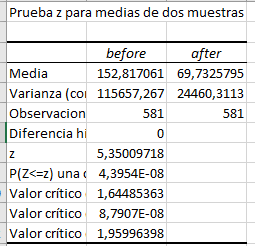 Prueba z para medias de dos muestras
before after
Media 152,817061 69,7325795
Varianza (cor 115657,267 24460,3113
Observacion 581 581
Diferencia hi 0
z 5,35009718
P(Z<=z) una c 4,3954E-08
Valor crítico 1,64485363
Valor crítico 8,7907E-08
Valor crítico 1,95996398